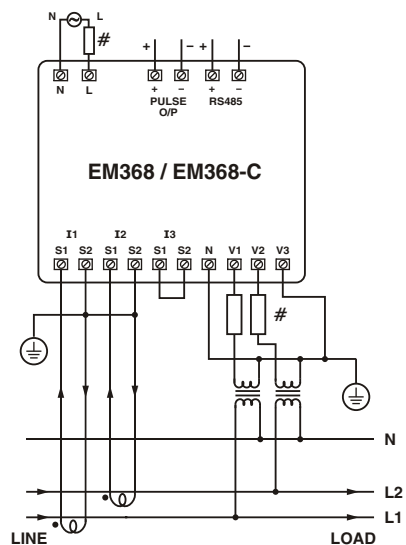 N L
#
+ − + −
N L + − + −
PULSE O/P RS485
EM368 / EM368-C
I1 I2 I3
S1 S2 S1 S2 S1 S2 N V1 V2 V3
#
N
L2
L1
LINE LOAD